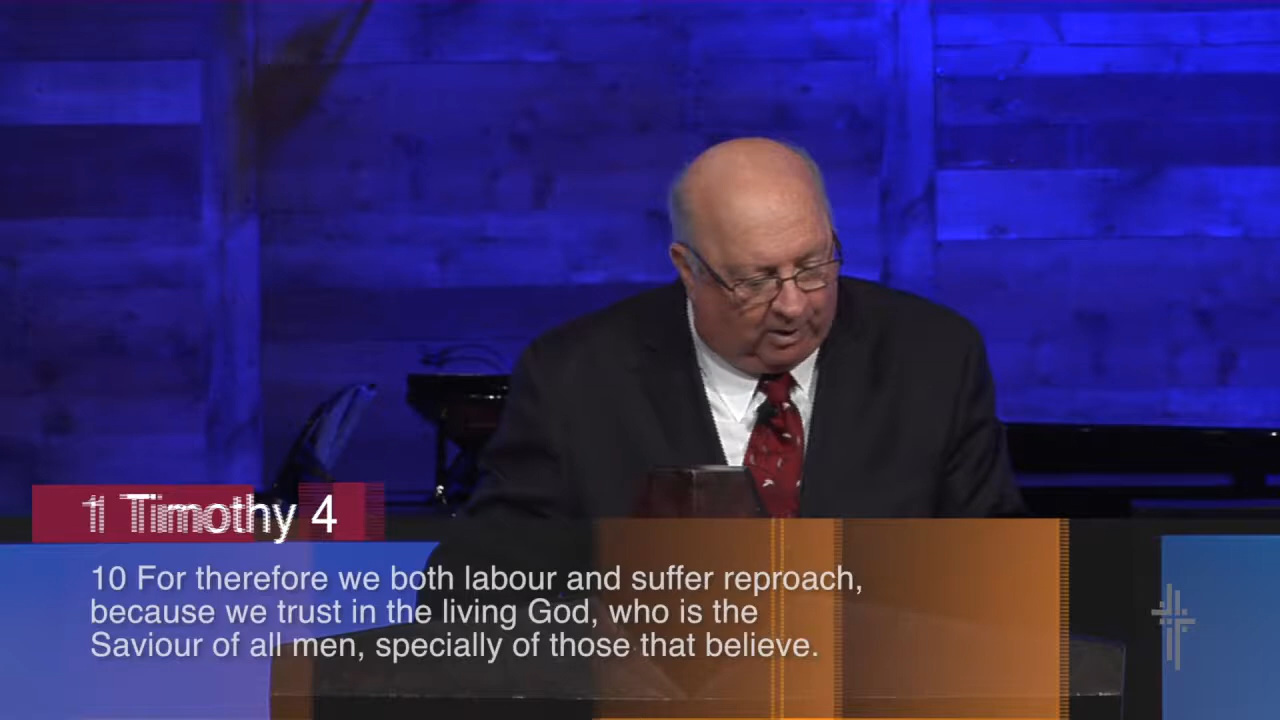 1 Timothy 4
10 For therefore we both labour and suffer reproach,
because we trust in the living God, who is the
Saviour of all men, specially of those that believe.